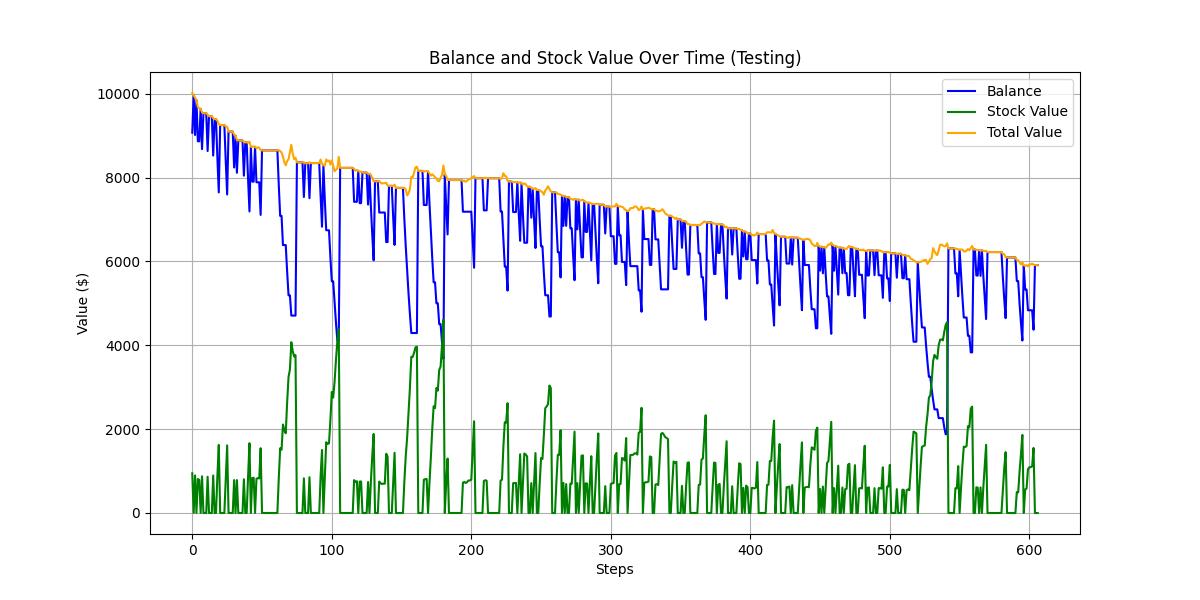 Balance and Stock Value Over Time (Testing)
Balance
Stock Value
Total Value
Value ($)
10000
8000
6000
4000
2000
0
0 100 200 300 400 500 600
Steps